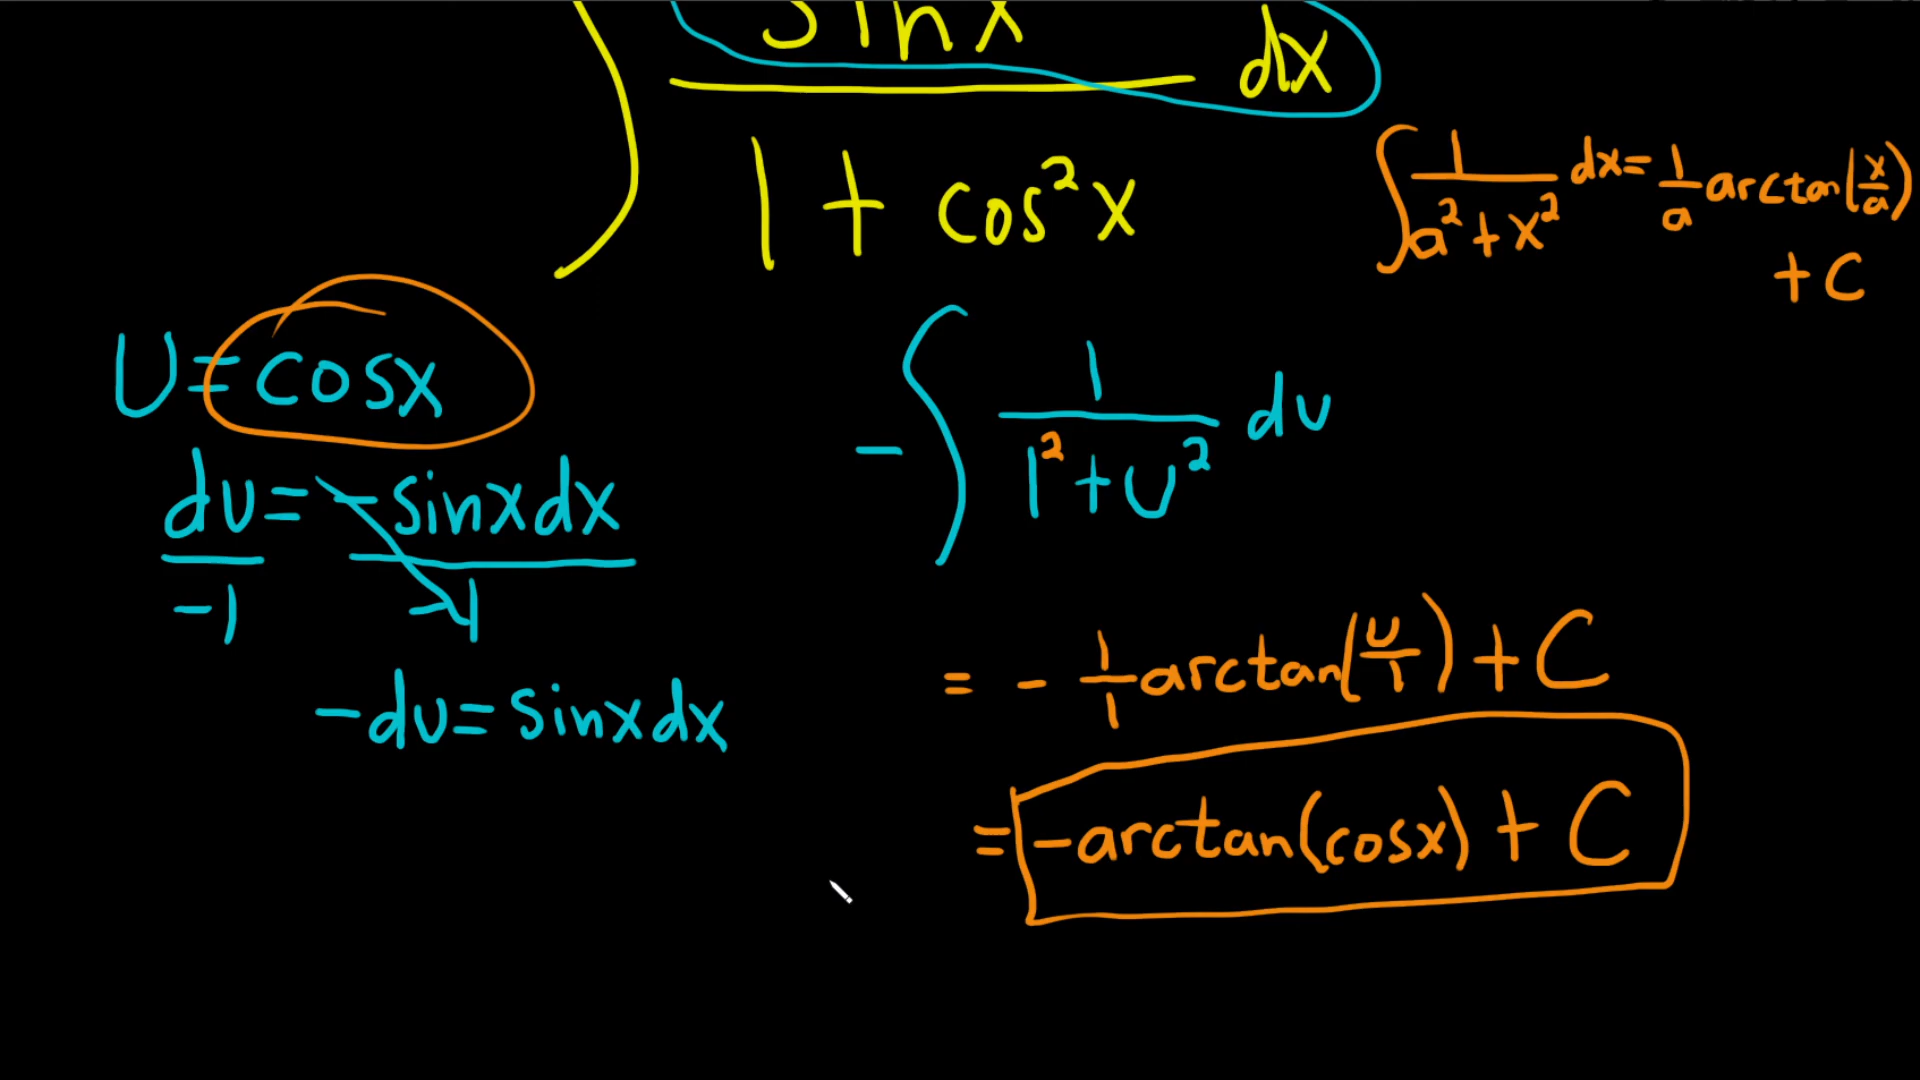 ∫ sinx / (1 + cos²x) dx
∫ 1/(a² + x²) dx = 1/a arctan(x/a) + C
U = cosx
du = -sinxdx
-1 -1
-du = sinxdx
- ∫ 1/(1² + u²) du
= - 1/1 arctan(u/1) + C
= -arctan(cosx) + C